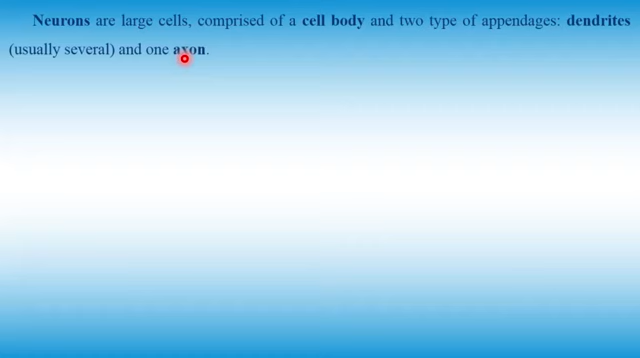 Neurons are large cells, comprised of a cell body and two type of appendages: dendrites
(usually several) and one axon.